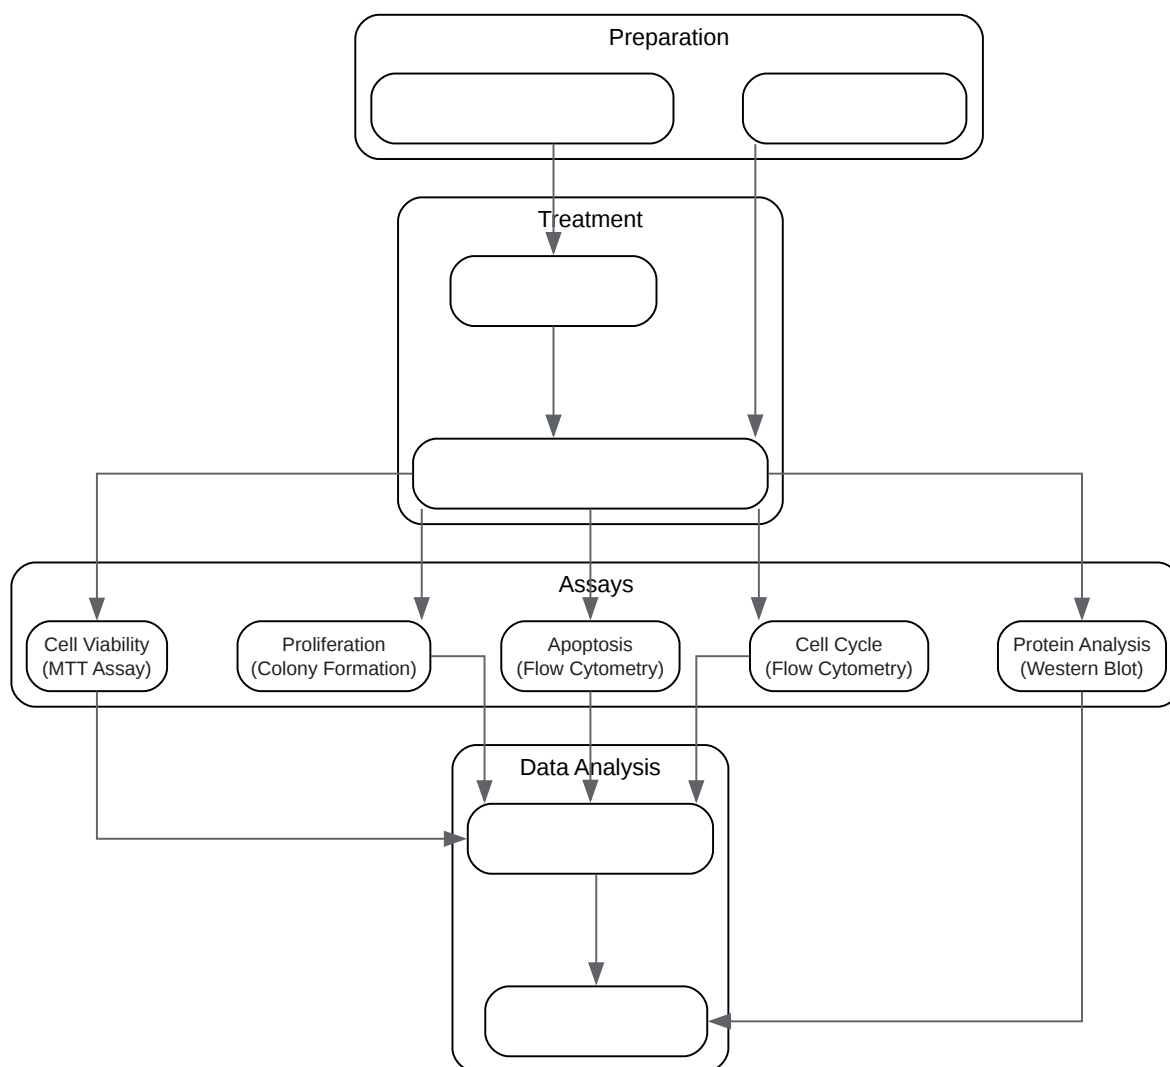 Preparation
Treatment
Assays
Cell Viability
(MTT Assay)
Proliferation
(Colony Formation)
Apoptosis
(Flow Cytometry)
Cell Cycle
(Flow Cytometry)
Protein Analysis
(Western Blot)
Data Analysis